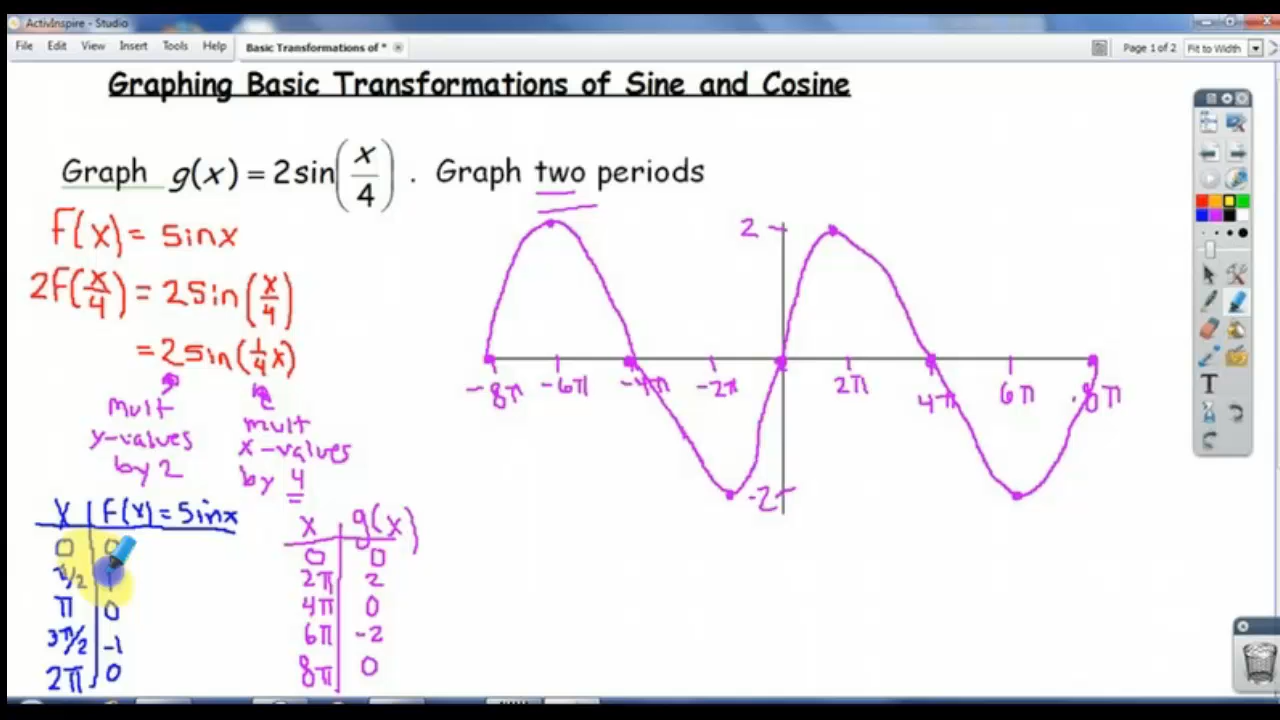 ActivInspire - Studio
File Edit View Insert Tools Help Basic Transformations of *
Page 1 of 2 Fit to Width
Graphing Basic Transformations of Sine and Cosine
Graph g(x) = 2 sin(x/4). Graph two periods
F(x) = sinx
2F(x/4) = 2sin(x/4)
= 2sin(1/4 x)
mult
y-values
by 2
mult
x-values
by 4
x F(x) = sinx
0 0
π/2 1
π 0
3π/2 -1
2π 0
x g(x)
0 0
2π 2
4π 0
6π -2
8π 0
2
-8π -6π -4π -2π 2π 4π 6π 8π
-2
T